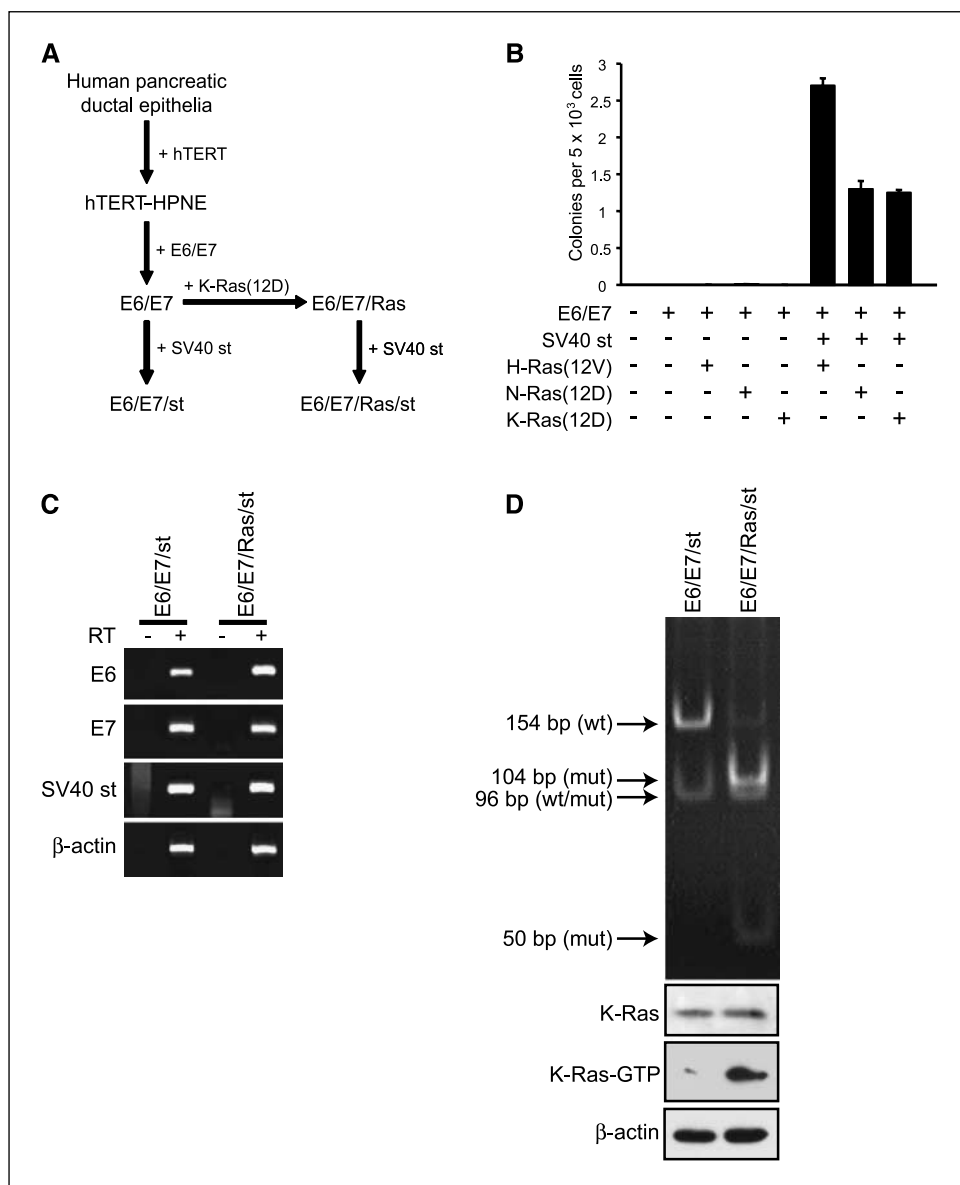 A
Human pancreatic
ductal epithelia
+ hTERT
hTERT-HPNE
+ E6/E7
+ K-Ras(12D)
E6/E7
E6/E7/Ras
+ SV40 st
+ SV40 st
E6/E7/st
E6/E7/Ras/st
B
Colonies per 5 x 10³ cells
3
2.5
2
1.5
1
0.5
0
E6/E7 - + + + + + + +
SV40 st - - - - - + + +
H-Ras(12V) - - + - - + - -
N-Ras(12D) - - - + - - + -
K-Ras(12D) - - - - + - - +
C
E6/E7/st
E6/E7/Ras/st
RT - + - +
E6
E7
SV40 st
β-actin
D
E6/E7/st
E6/E7/Ras/st
154 bp (wt)
104 bp (mut)
96 bp (wt/mut)
50 bp (mut)
K-Ras
K-Ras-GTP
β-actin